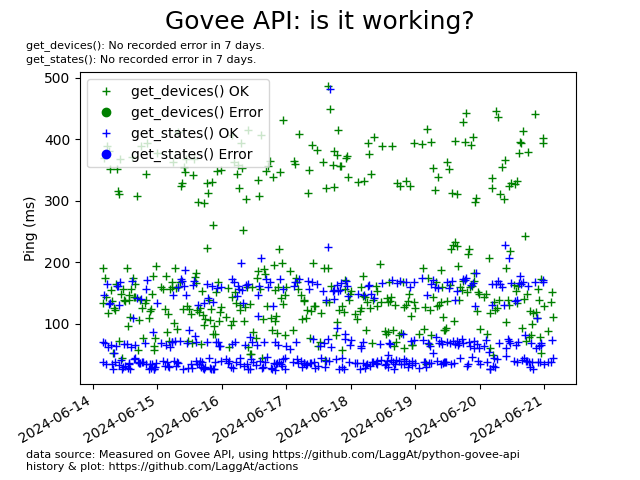 Govee API: is it working?
get_devices(): No recorded error in 7 days.
get_states(): No recorded error in 7 days.
get_devices() OK
get_devices() Error
get_states() OK
get_states() Error
Ping (ms)
500
400
300
200
100
2024-06-14
2024-06-15
2024-06-16
2024-06-17
2024-06-18
2024-06-19
2024-06-20
2024-06-21
data source: Measured on Govee API, using https://github.com/LaggAt/python-govee-api
history & plot: https://github.com/LaggAt/actions